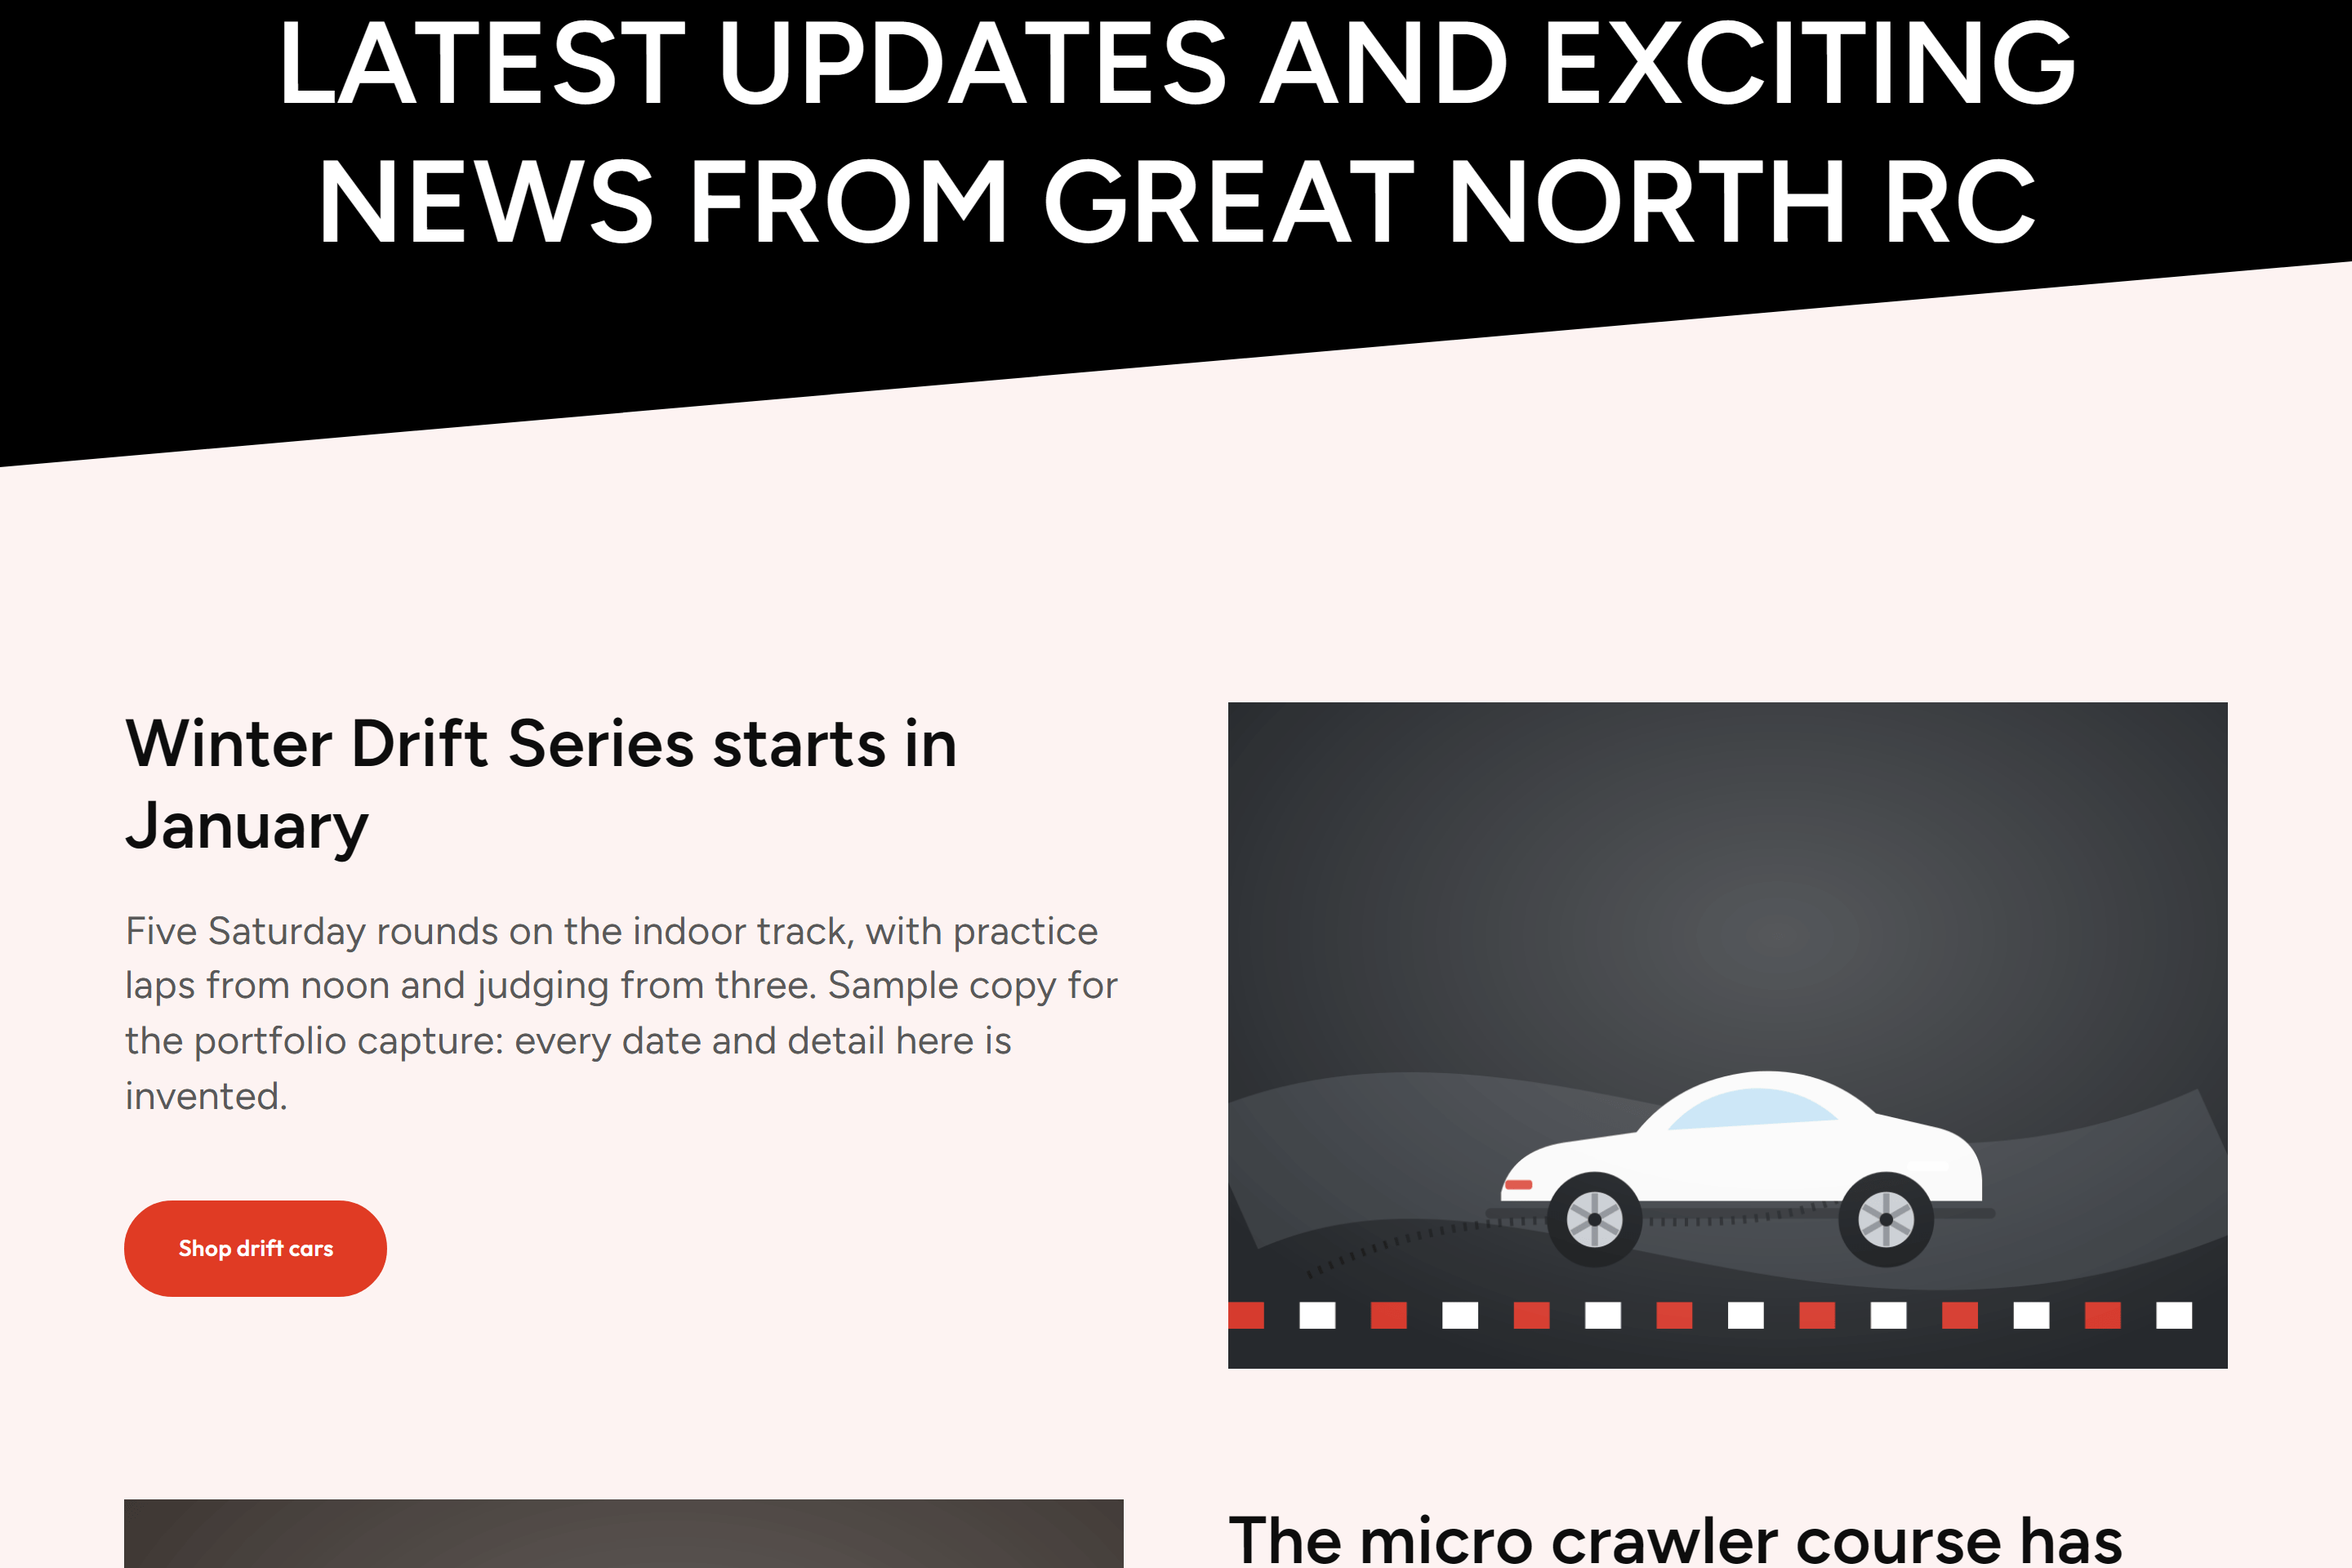 LATEST UPDATES AND EXCITING
NEWS FROM GREAT NORTH RC
Winter Drift Series starts in
January
Five Saturday rounds on the indoor track, with practice
laps from noon and judging from three. Sample copy for
the portfolio capture: every date and detail here is
invented.
Shop drift cars
The micro crawler course has